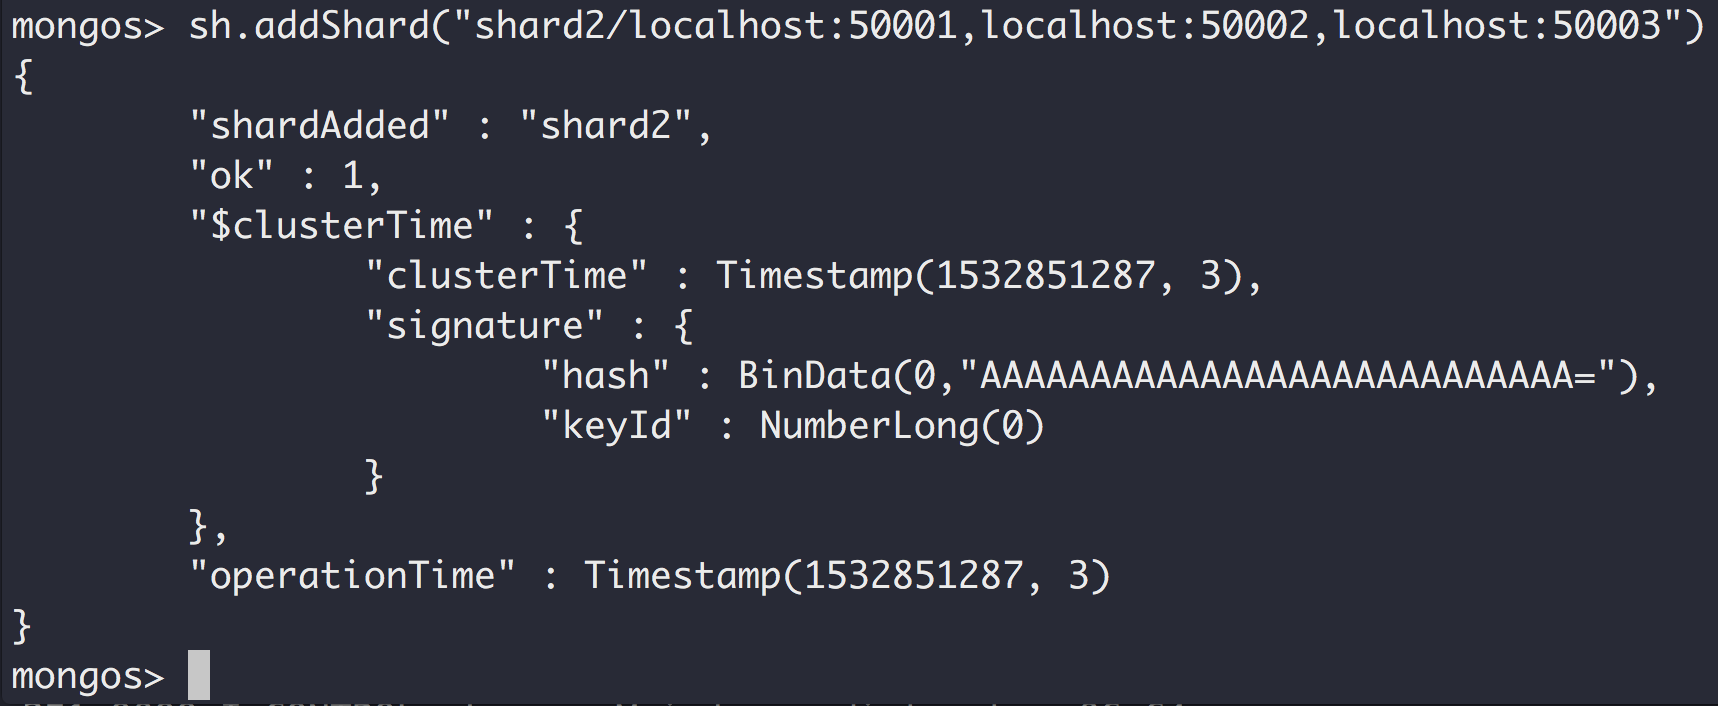 mongos> sh.addShard("shard2/localhost:50001,localhost:50002,localhost:50003")
{
        "shardAdded" : "shard2",
        "ok" : 1,
        "$clusterTime" : {
                "clusterTime" : Timestamp(1532851287, 3),
                "signature" : {
                        "hash" : BinData(0,"AAAAAAAAAAAAAAAAAAAAAAAAAAA="),
                        "keyId" : NumberLong(0)
                }
        },
        "operationTime" : Timestamp(1532851287, 3)
}
mongos>